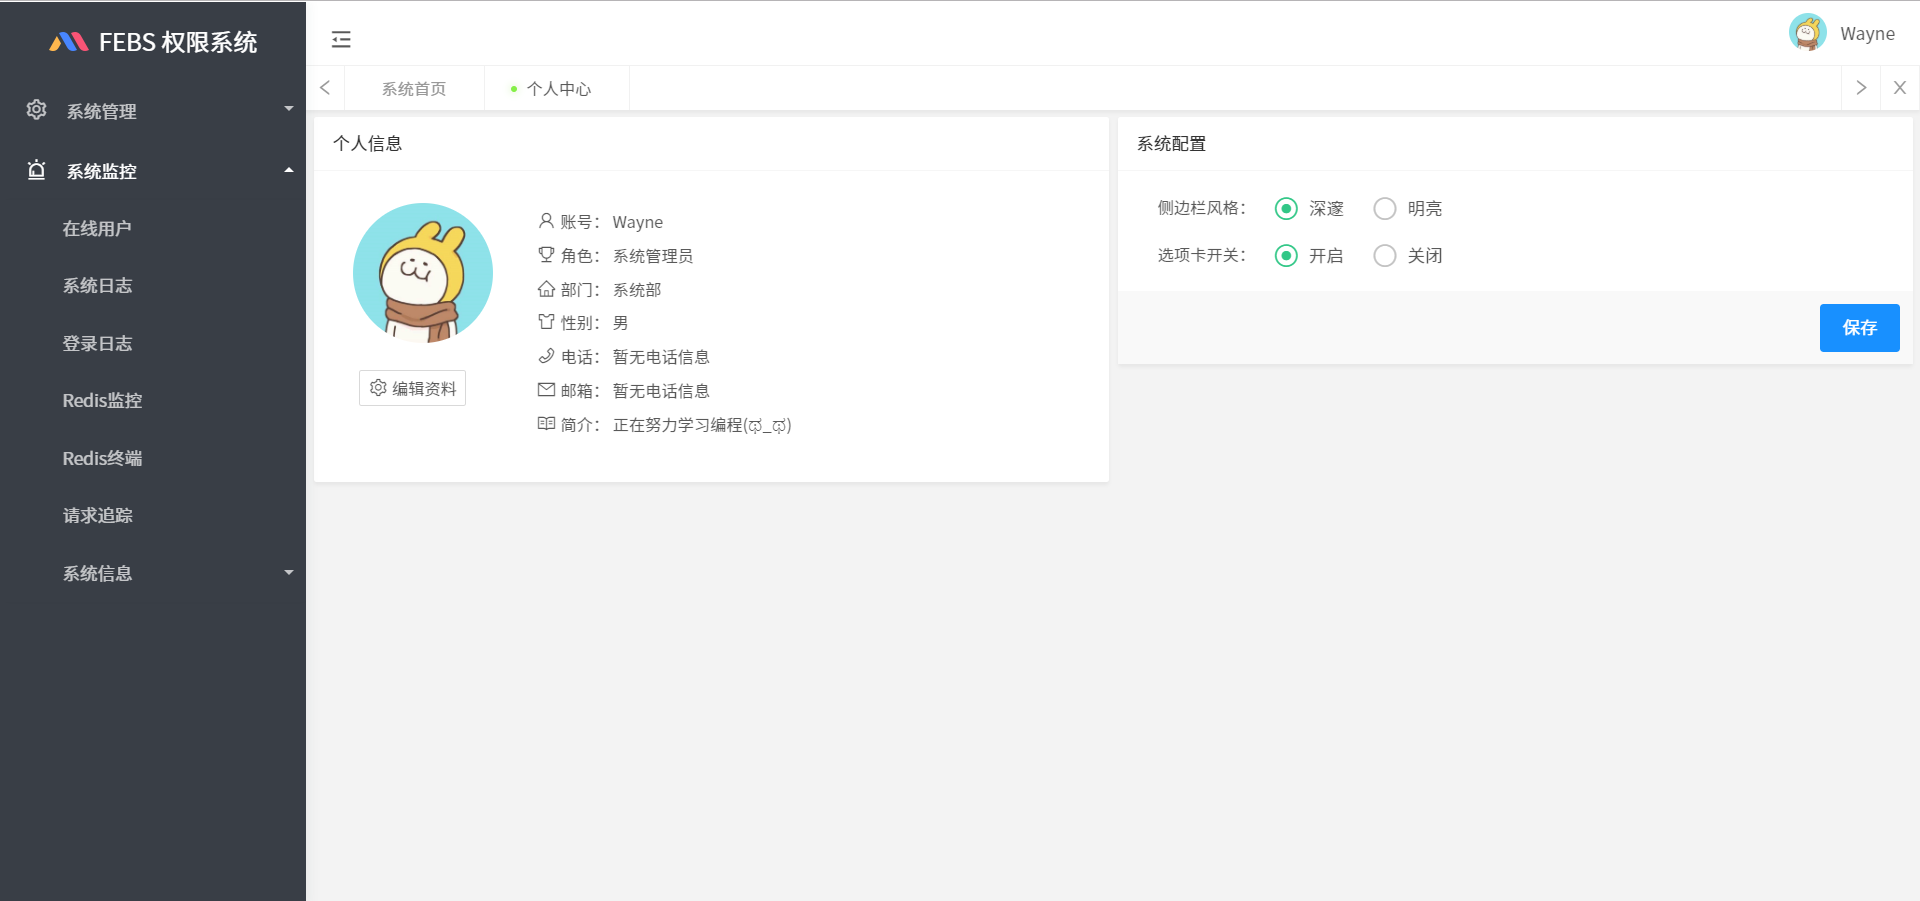 FEBS 权限系统
系统管理
系统监控
在线用户
系统日志
登录日志
Redis监控
Redis终端
请求追踪
系统信息
Wayne
系统首页
个人中心
个人信息
账号： Wayne
角色： 系统管理员
部门： 系统部
性别： 男
电话： 暂无电话信息
邮箱： 暂无电话信息
简介： 正在努力学习编程(ಥ_ಥ)
编辑资料
系统配置
侧边栏风格： 深邃 明亮
选项卡开关： 开启 关闭
保存